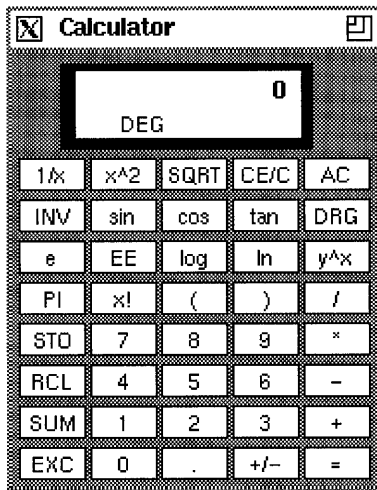 X Calculator
0
DEG
1/x x^2 SQRT CE/C AC
INV sin cos tan DRG
e EE log ln y^x
PI x! ( ) /
STO 7 8 9 *
RCL 4 5 6 −
SUM 1 2 3 +
EXC 0 . +/− =